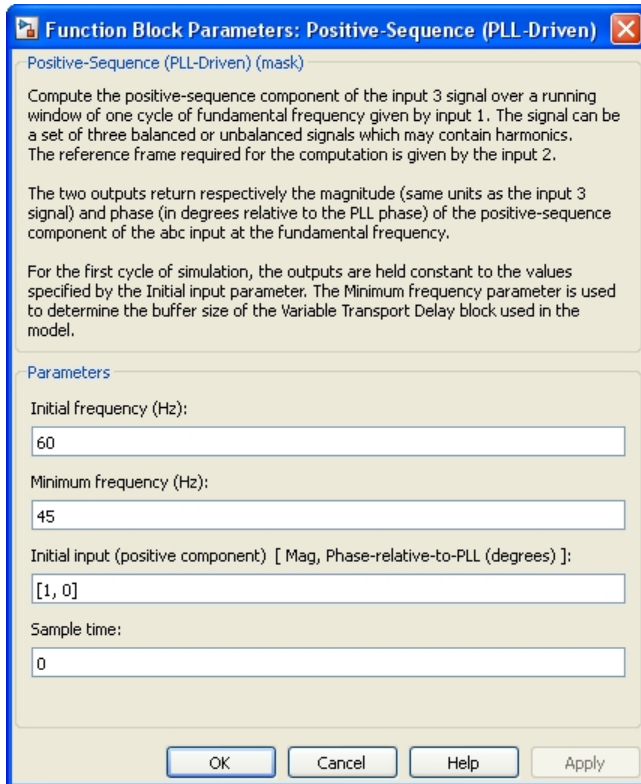 Function Block Parameters: Positive-Sequence (PLL-Driven)
Positive-Sequence (PLL-Driven) (mask)
Compute the positive-sequence component of the input 3 signal over a running
window of one cycle of fundamental frequency given by input 1. The signal can be
a set of three balanced or unbalanced signals which may contain harmonics.
The reference frame required for the computation is given by the input 2.
The two outputs return respectively the magnitude (same units as the input 3
signal) and phase (in degrees relative to the PLL phase) of the positive-sequence
component of the abc input at the fundamental frequency.
For the first cycle of simulation, the outputs are held constant to the values
specified by the Initial input parameter. The Minimum frequency parameter is used
to determine the buffer size of the Variable Transport Delay block used in the
model.
Parameters
Initial frequency (Hz):
60
Minimum frequency (Hz):
45
Initial input (positive component) [ Mag, Phase-relative-to-PLL (degrees) ]:
[1, 0]
Sample time:
0
OK Cancel Help Apply